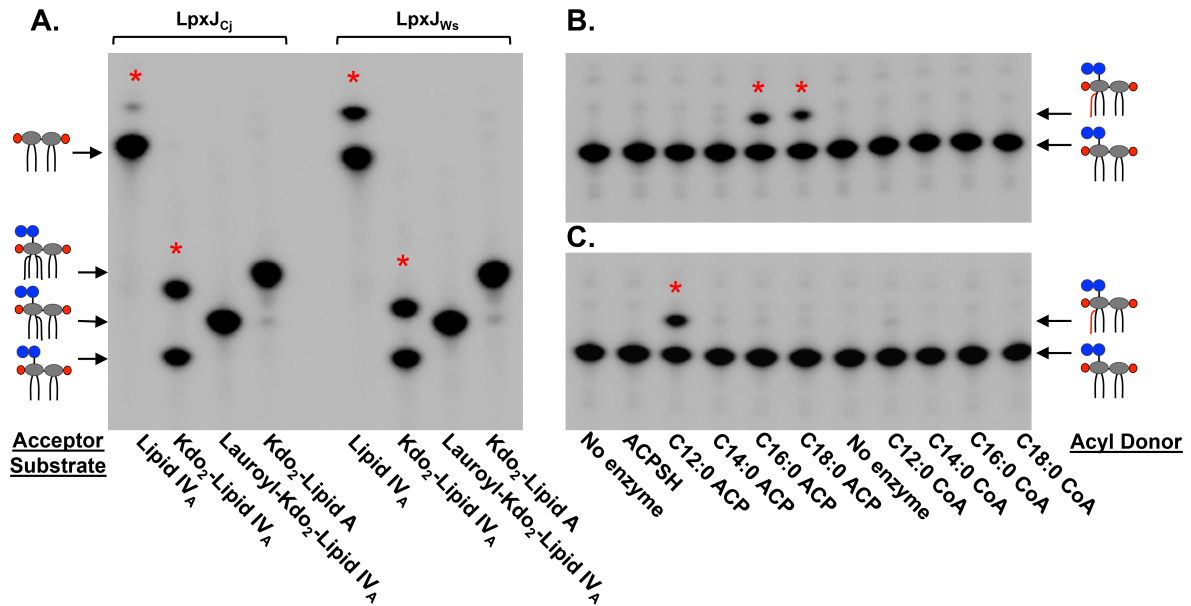 A.
LpxJCj
LpxJWs
*
*
*
*
Acceptor
Substrate
Lipid IVA
Kdo2-Lipid IVA
Lauroyl-Kdo2-Lipid IVA
Kdo2-Lipid A
Lipid IVA
Kdo2-Lipid IVA
Lauroyl-Kdo2-Lipid IVA
Kdo2-Lipid A
B.
*
*
C.
*
No enzyme
ACPSH
C12:0 ACP
C14:0 ACP
C16:0 ACP
C18:0 ACP
No enzyme
C12:0 CoA
C14:0 CoA
C16:0 CoA
C18:0 CoA
Acyl Donor